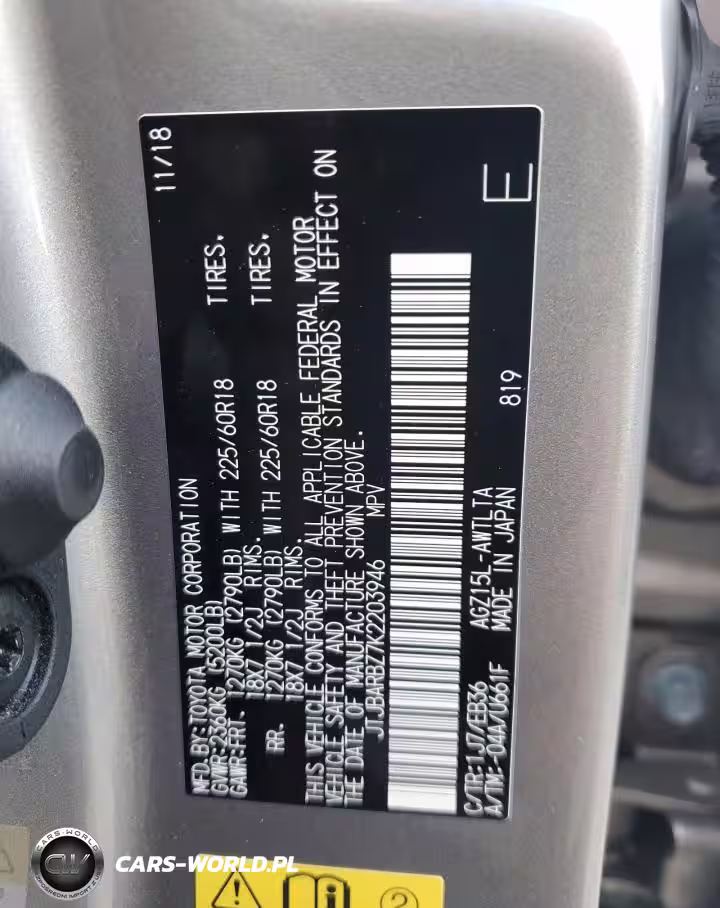 MFD. BY: TOYOTA MOTOR CORPORATION 11/18
GVWR: 2360KG (5200LB)
GAWR: FRT. 1270KG (2790LB) WITH 225/60R18 TIRES.
18X7 1/2J RIMS.
RR. 1270KG (2790LB) WITH 225/60R18 TIRES.
18X7 1/2J RIMS.
THIS VEHICLE CONFORMS TO ALL APPLICABLE FEDERAL MOTOR
VEHICLE SAFETY AND THEFT PREVENTION STANDARDS IN EFFECT ON
THE DATE OF MANUFACTURE SHOWN ABOVE.
JTJBARBZ7K2203946 MPV
C/TR: 1J7/EB36 AGZ15L-AWTLTA 819
A/TM: -04A/U661F MADE IN JAPAN
E
CARS-WORLD
CW
CARS-WORLD.PL